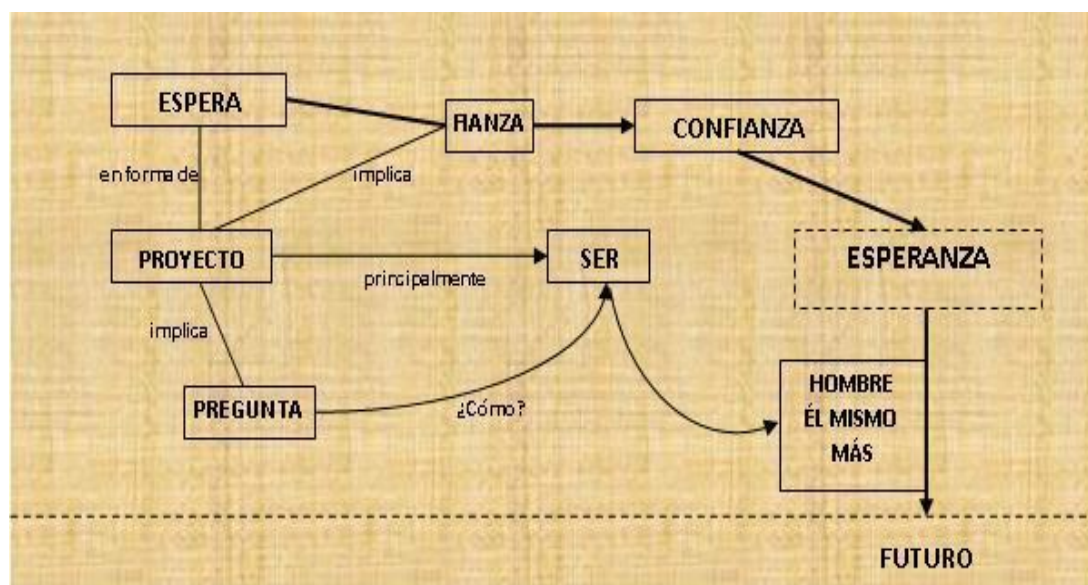 ESPERA
FIANZA
CONFIANZA
en forma de
implica
PROYECTO
principalmente
SER
ESPERANZA
implica
PREGUNTA
¿Cómo?
HOMBRE
ÉL MISMO
MÁS
FUTURO